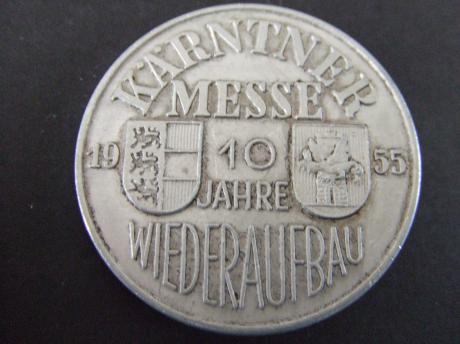 KÄRNTNER
MESSE
19 10 55
JAHRE
WIEDERAUFBAU